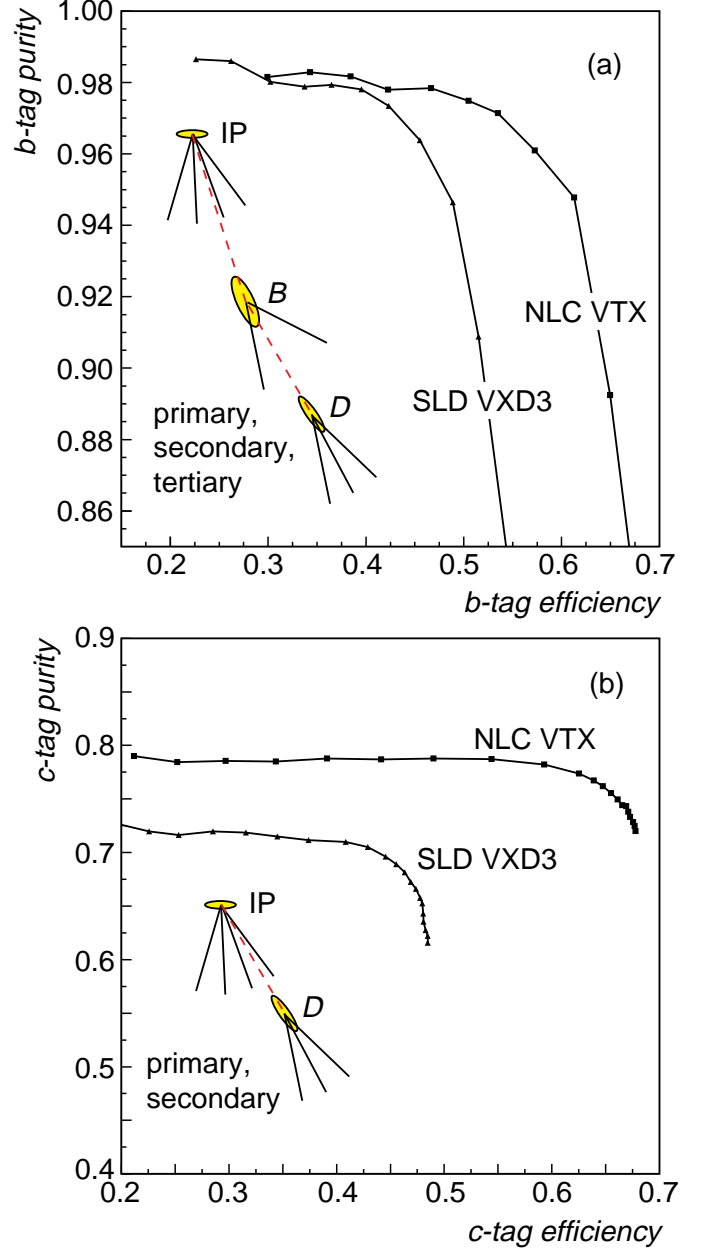 b-tag purity
1.00
0.98
0.96
0.94
0.92
0.90
0.88
0.86
(a)
IP
B
D
NLC VTX
SLD VXD3
primary,
secondary,
tertiary
0.2 0.3 0.4 0.5 0.6 0.7
b-tag efficiency
c-tag purity
0.9
0.8
0.7
0.6
0.5
0.4
(b)
NLC VTX
SLD VXD3
IP
D
primary,
secondary
0.2 0.3 0.4 0.5 0.6 0.7
c-tag efficiency